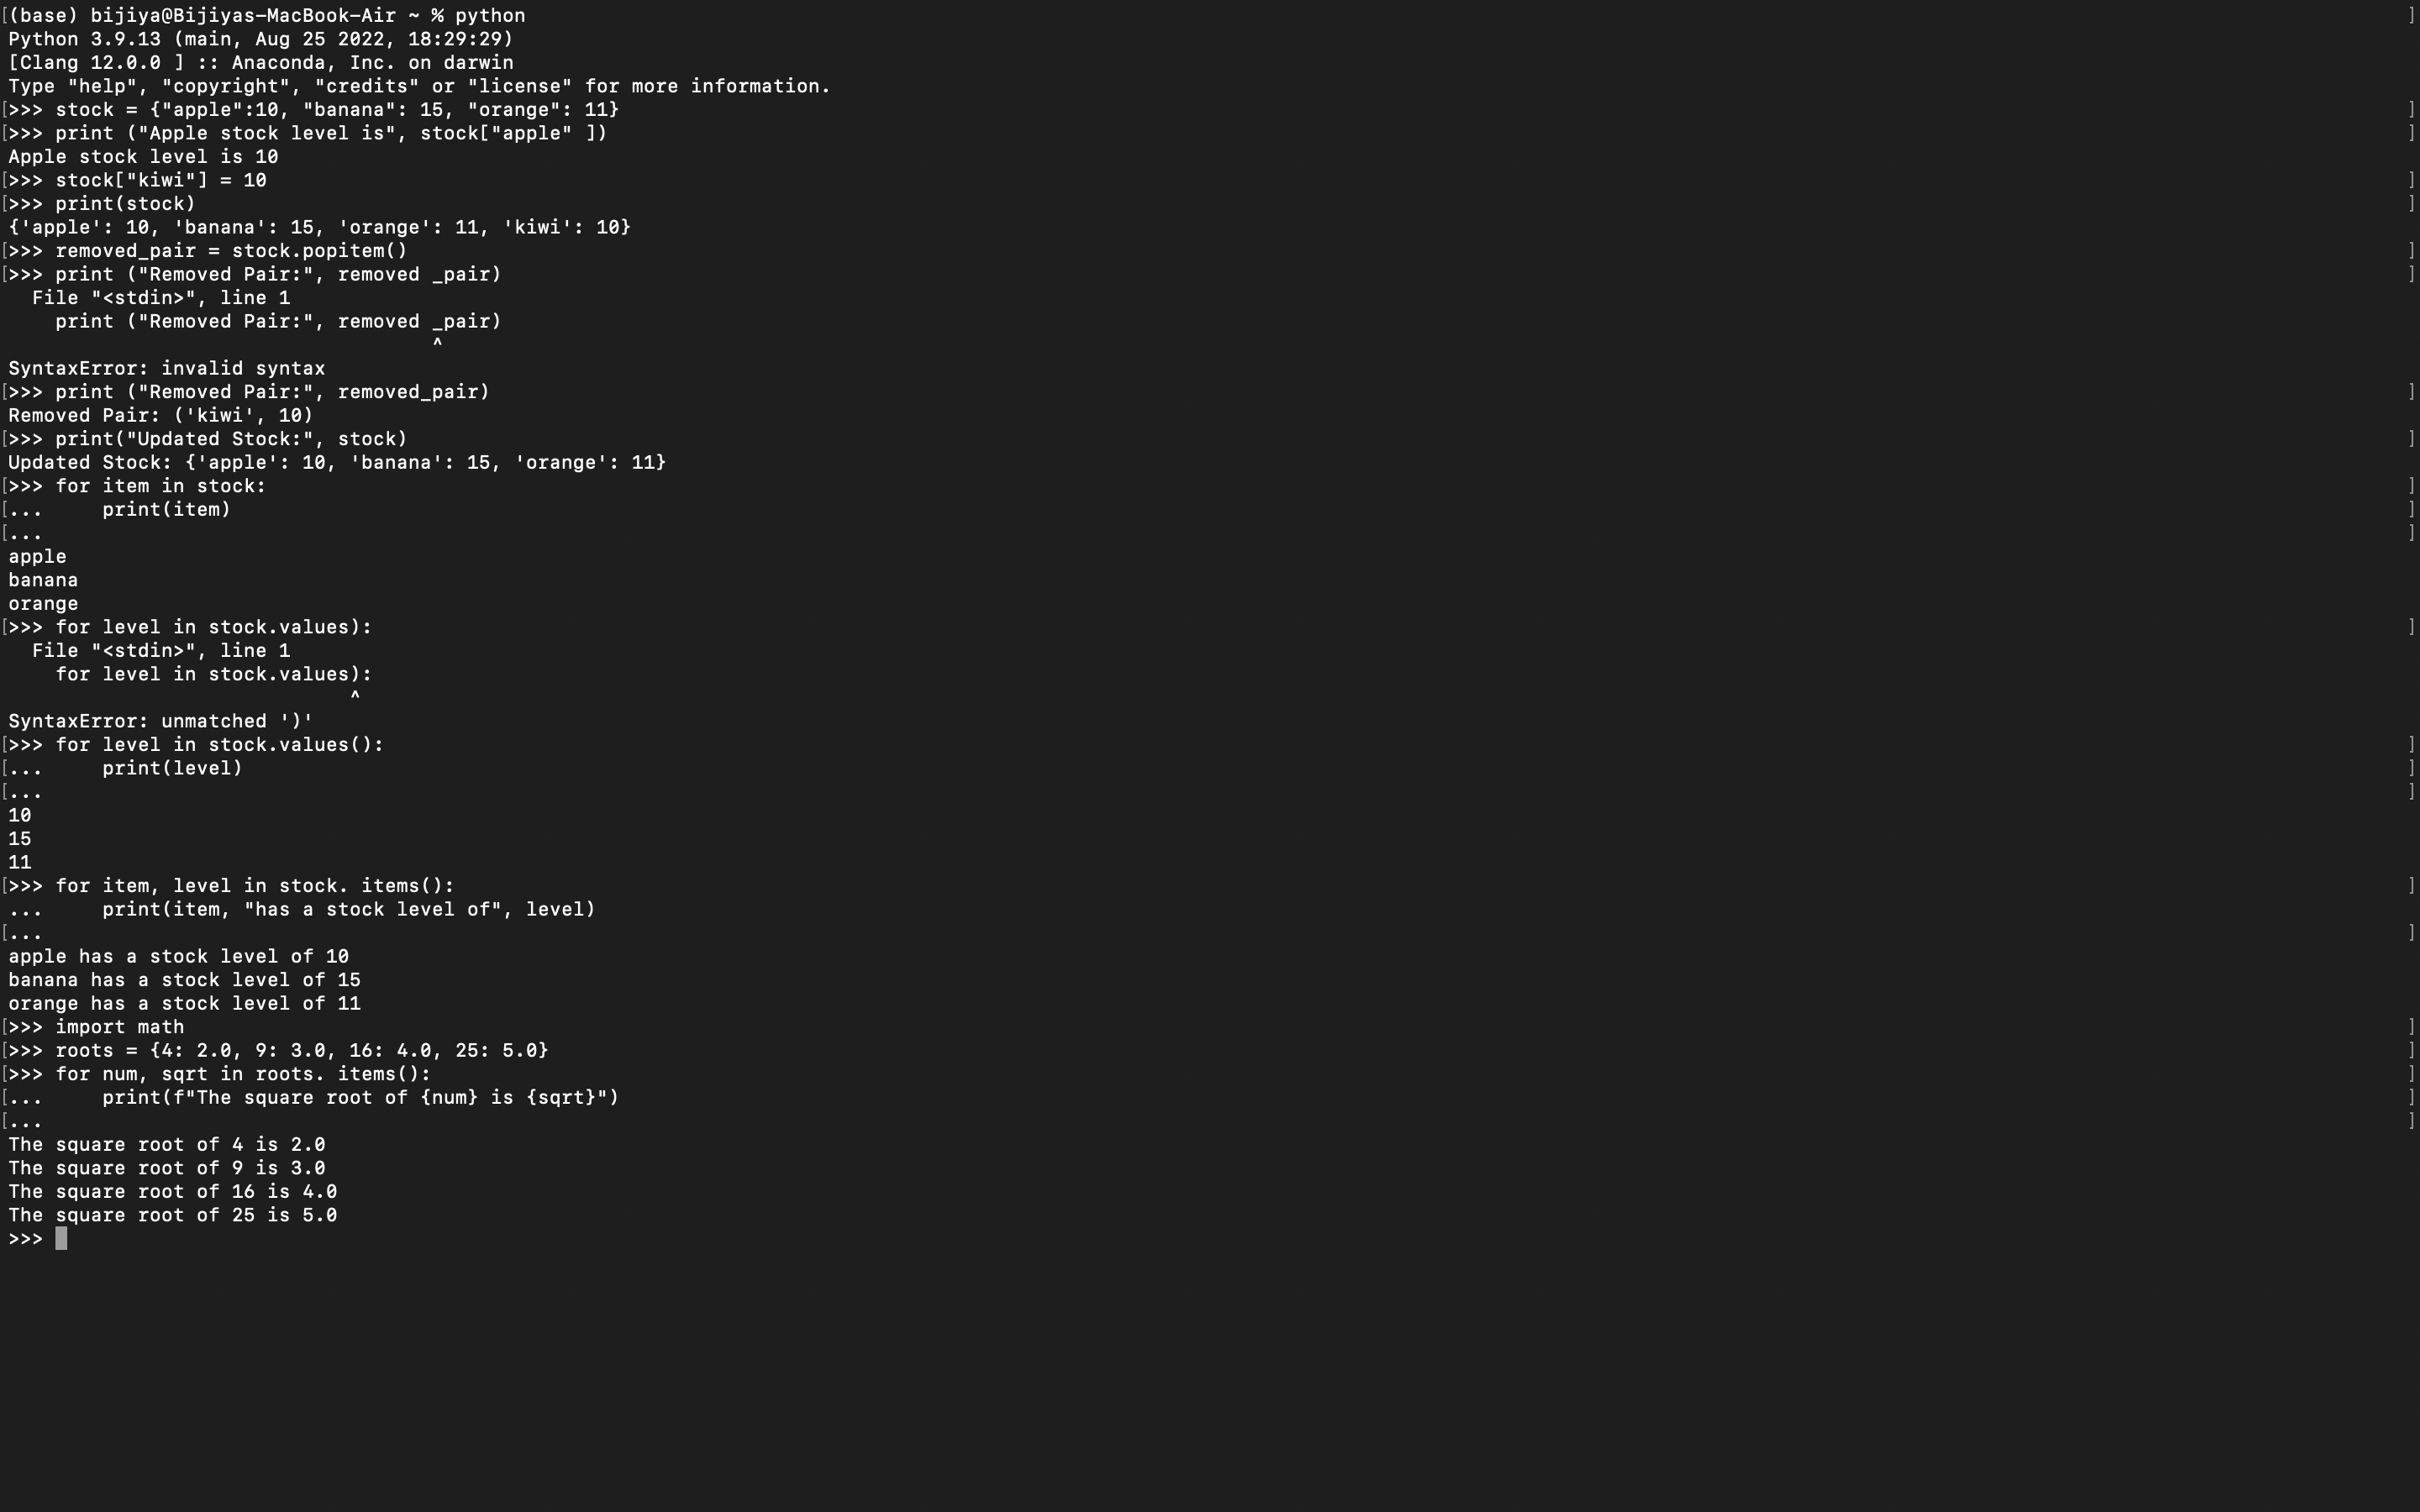 [(base) bijiya@Bijiyas-MacBook-Air ~ % python ]
Python 3.9.13 (main, Aug 25 2022, 18:29:29)
[Clang 12.0.0 ] :: Anaconda, Inc. on darwin
Type "help", "copyright", "credits" or "license" for more information.
[>>> stock = {"apple":10, "banana": 15, "orange": 11} ]
[>>> print ("Apple stock level is", stock["apple" ]) ]
Apple stock level is 10
[>>> stock["kiwi"] = 10 ]
[>>> print(stock) ]
{'apple': 10, 'banana': 15, 'orange': 11, 'kiwi': 10}
[>>> removed_pair = stock.popitem() ]
[>>> print ("Removed Pair:", removed _pair) ]
  File "<stdin>", line 1
    print ("Removed Pair:", removed _pair)
                                    ^
SyntaxError: invalid syntax
[>>> print ("Removed Pair:", removed_pair) ]
Removed Pair: ('kiwi', 10)
[>>> print("Updated Stock:", stock) ]
Updated Stock: {'apple': 10, 'banana': 15, 'orange': 11}
[>>> for item in stock: ]
[...     print(item) ]
[... ]
apple
banana
orange
[>>> for level in stock.values): ]
  File "<stdin>", line 1
    for level in stock.values):
                             ^
SyntaxError: unmatched ')'
[>>> for level in stock.values(): ]
[...     print(level) ]
[... ]
10
15
11
[>>> for item, level in stock. items(): ]
...     print(item, "has a stock level of", level)
[... ]
apple has a stock level of 10
banana has a stock level of 15
orange has a stock level of 11
[>>> import math ]
[>>> roots = {4: 2.0, 9: 3.0, 16: 4.0, 25: 5.0} ]
[>>> for num, sqrt in roots. items(): ]
[...     print(f"The square root of {num} is {sqrt}") ]
[... ]
The square root of 4 is 2.0
The square root of 9 is 3.0
The square root of 16 is 4.0
The square root of 25 is 5.0
>>>